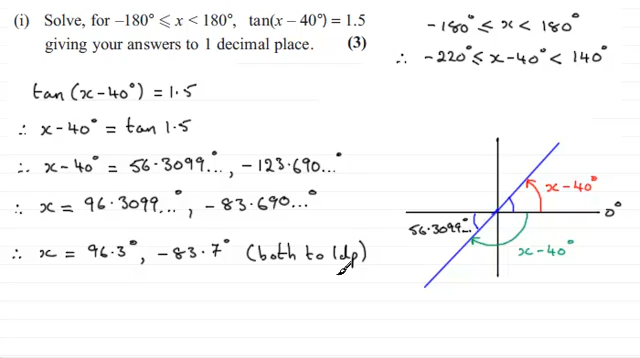 (i) Solve, for −180° ⩽ x < 180°, tan(x − 40°) = 1.5
giving your answers to 1 decimal place. (3)
-180° ≤ x < 180°
∴ -220° ≤ x-40° < 140°
tan(x-40°) = 1.5
∴ x-40° = tan 1.5
∴ x-40° = 56.3099...°, -123.690...°
∴ x = 96.3099...°, -83.690...°
∴ x = 96.3°, -83.7° (both to 1dp)
x-40°
0°
56.3099...°
x-40°